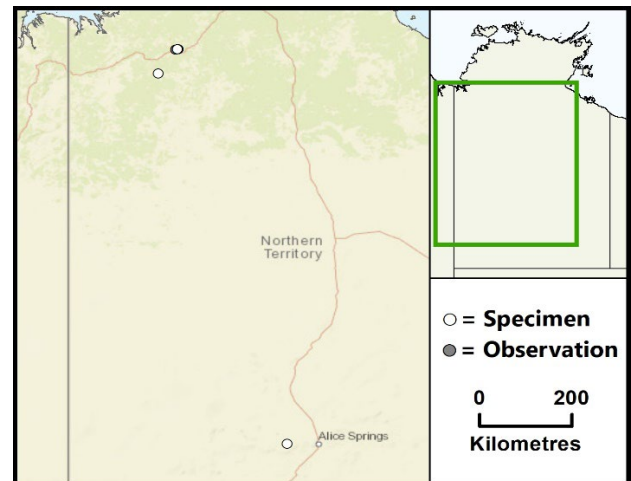 Northern
Territory
Alice Springs
= Specimen
= Observation
0 200
Kilometres